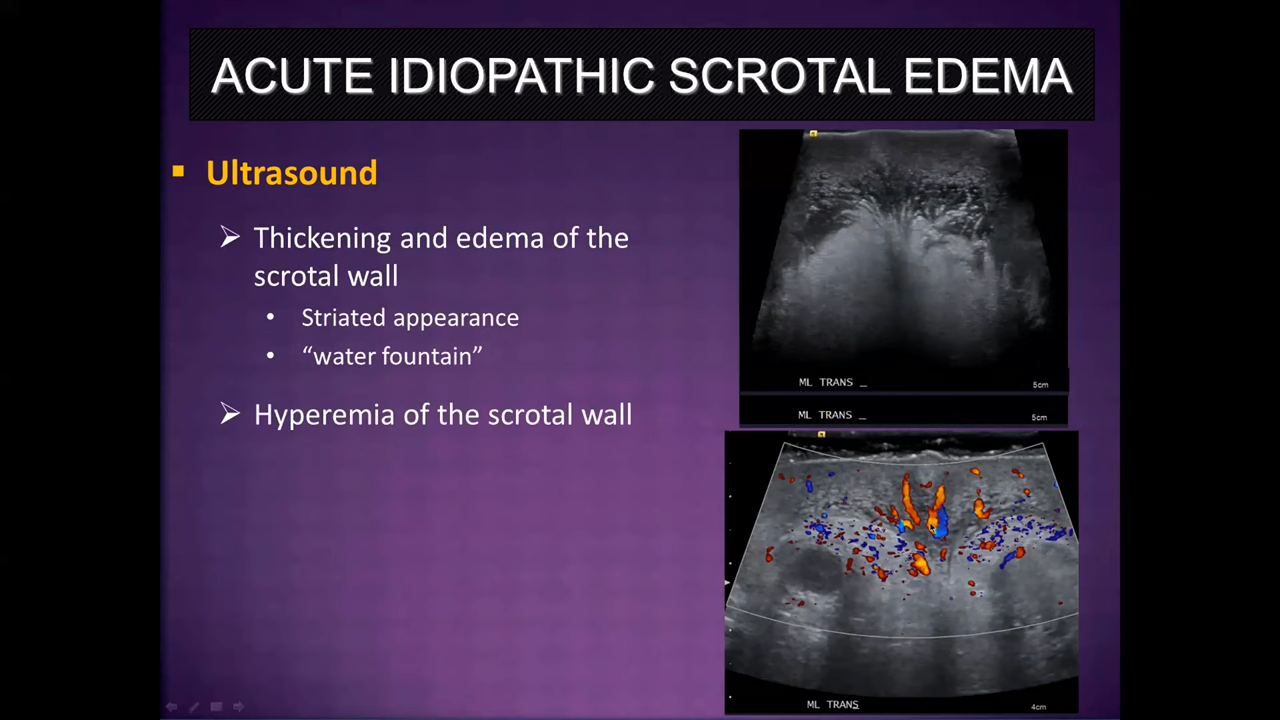 ACUTE IDIOPATHIC SCROTAL EDEMA
Ultrasound
Thickening and edema of the
scrotal wall
Striated appearance
“water fountain”
Hyperemia of the scrotal wall
ML TRANS _
5cm
ML TRANS _
5cm
ML TRANS_
4cm